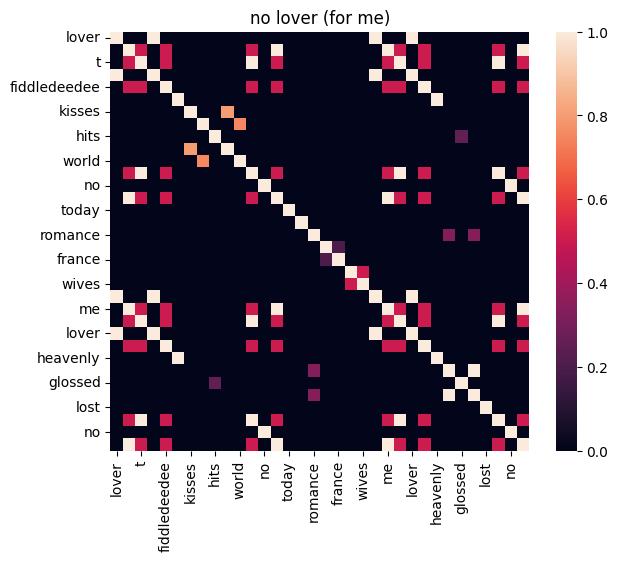 no lover (for me)
lover
t
fiddledeedee
kisses
hits
world
no
today
romance
france
wives
me
lover
heavenly
glossed
lost
no
1.0
0.8
0.6
0.4
0.2
0.0
lover
t
fiddledeedee
kisses
hits
world
no
today
romance
france
wives
me
lover
heavenly
glossed
lost
no